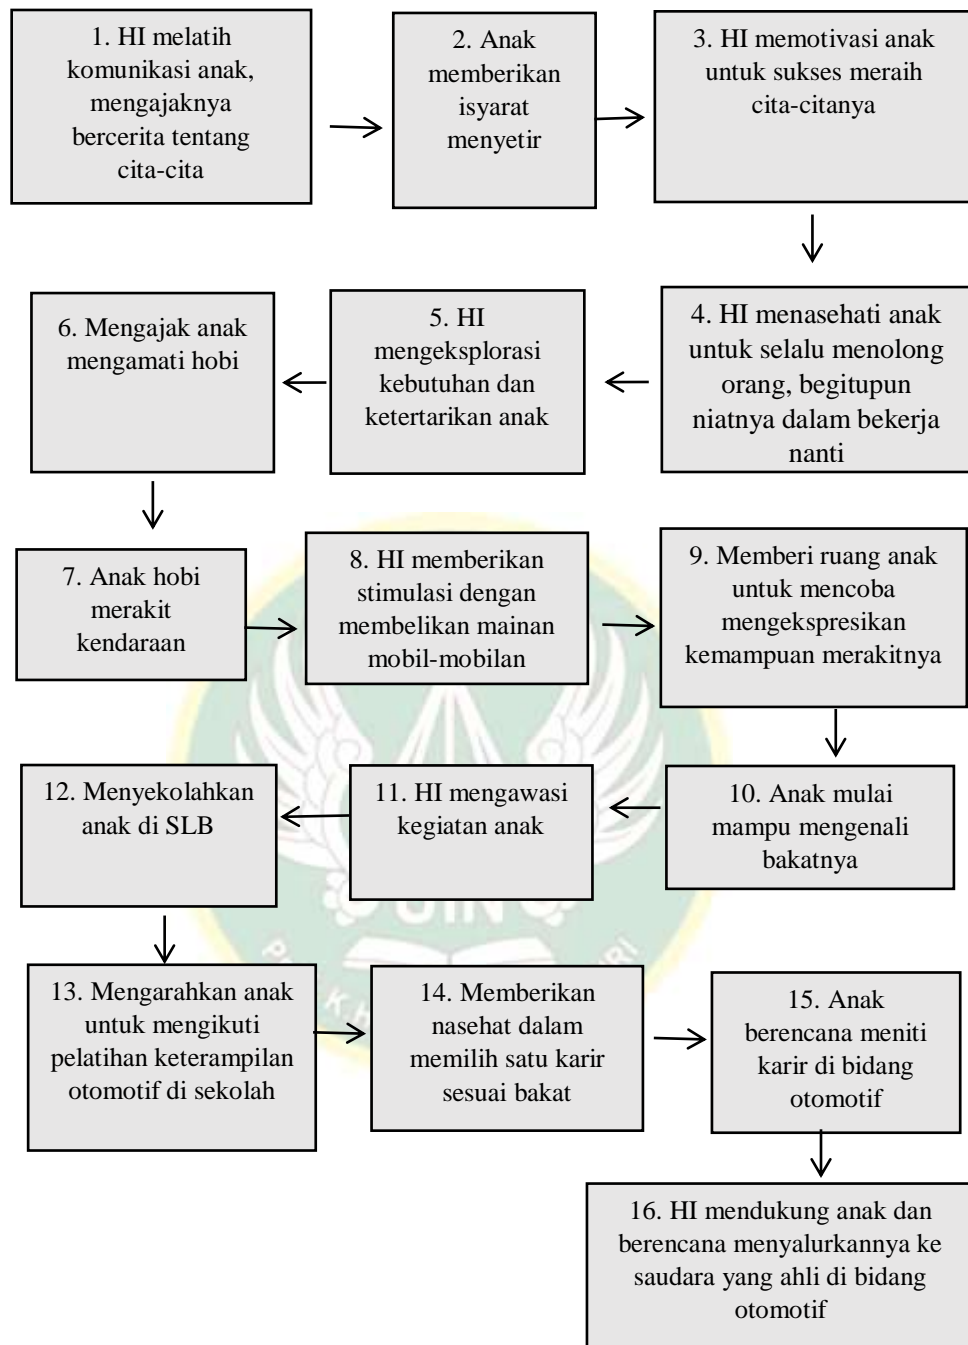 1. HI melatih
komunikasi anak,
mengajaknya
bercerita tentang
cita-cita
2. Anak
memberikan
isyarat
menyetir
3. HI memotivasi anak
untuk sukses meraih
cita-citanya
4. HI menasehati anak
untuk selalu menolong
orang, begitupun
niatnya dalam bekerja
nanti
5. HI
mengeksplorasi
kebutuhan dan
ketertarikan anak
6. Mengajak anak
mengamati hobi
7. Anak hobi
merakit
kendaraan
8. HI memberikan
stimulasi dengan
membelikan mainan
mobil-mobilan
9. Memberi ruang anak
untuk mencoba
mengekspresikan
kemampuan merakitnya
10. Anak mulai
mampu mengenali
bakatnya
11. HI mengawasi
kegiatan anak
12. Menyekolahkan
anak di SLB
13. Mengarahkan anak
untuk mengikuti
pelatihan keterampilan
otomotif di sekolah
14. Memberikan
nasehat dalam
memilih satu karir
sesuai bakat
15. Anak
berencana meniti
karir di bidang
otomotif
16. HI mendukung anak dan
berencana menyalurkannya ke
saudara yang ahli di bidang
otomotif